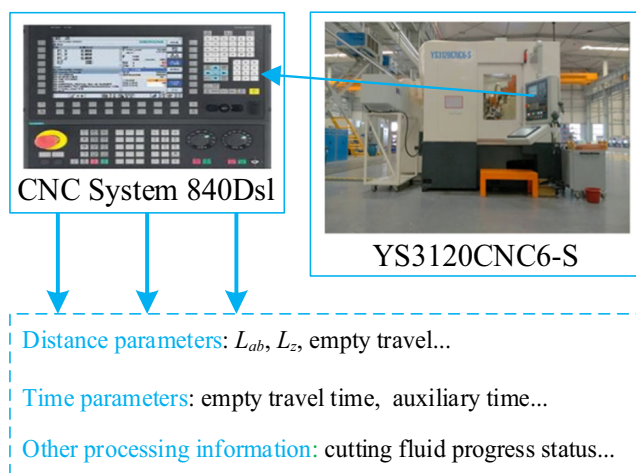 YS3120CNC6-S
CNC System 840Dsl
YS3120CNC6-S
Distance parameters: Lab, Lz, empty travel...
Time parameters: empty travel time, auxiliary time...
Other processing information: cutting fluid progress status...